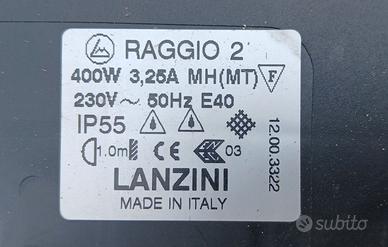 RAGGIO 2
400W 3,25A MH(MT) F
230V~ 50Hz E40
IP55
1.0m CE 03
LANZINI
MADE IN ITALY
12.00.3322
subito